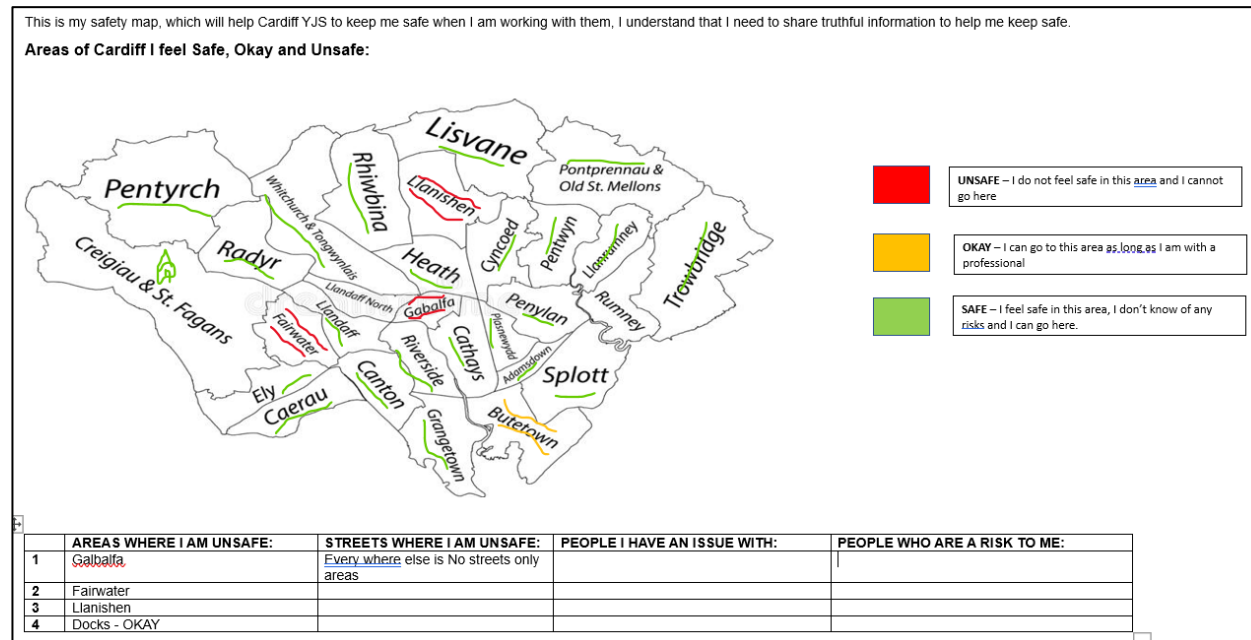 This is my safety map, which will help Cardiff YJS to keep me safe when I am working with them, I understand that I need to share truthful information to help me keep safe.
Areas of Cardiff I feel Safe, Okay and Unsafe:
Lisvane
Pontprennau &
Old St. Mellons
Rhiwbina
Llanishen
Pentyrch
Whitchurch & Tongwynlais
Cyncoed
Pentwyn
Llanrumney
Trowbridge
Creigiau & St. Fagans
Radyr
Heath
Llandaff North
Gabalfa
Penylan
Rumney
Fairwater
Llandaff
Riverside
Cathays
Plasnewydd
Adamsdown
Splott
Ely
Caerau
Canton
Grangetown
Butetown
UNSAFE – I do not feel safe in this area and I cannot
go here
OKAY – I can go to this area as long as I am with a
professional
SAFE – I feel safe in this area, I don’t know of any
risks and I can go here.
AREAS WHERE I AM UNSAFE: STREETS WHERE I AM UNSAFE: PEOPLE I HAVE AN ISSUE WITH: PEOPLE WHO ARE A RISK TO ME:
1 Galbalfa Every where else is No streets only
areas
2 Fairwater
3 Llanishen
4 Docks - OKAY